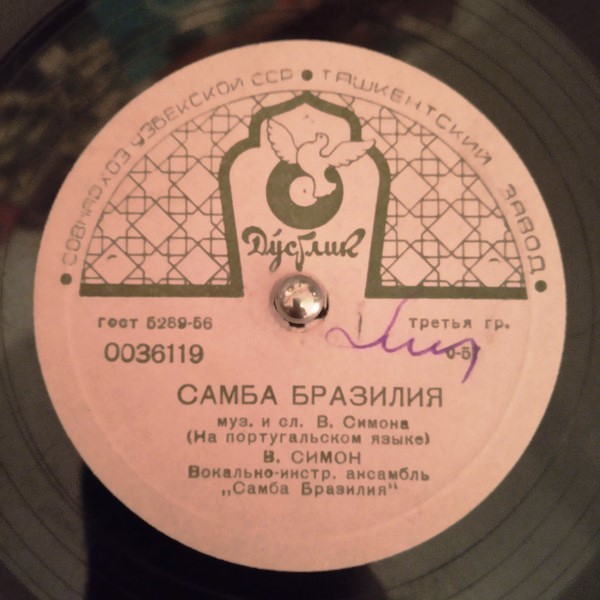 СОВНАРХОЗ УЗБЕКСКОЙ ССР • ТАШКЕНТСКИЙ ЗАВОД
Дӯстлик
гост 5289-56 третья гр.
0036119
САМБА БРАЗИЛИЯ
муз. и сл. В. Симона
(На португальском языке)
В. СИМОН
Вокально-инстр. ансамбль
„Самба Бразилия“